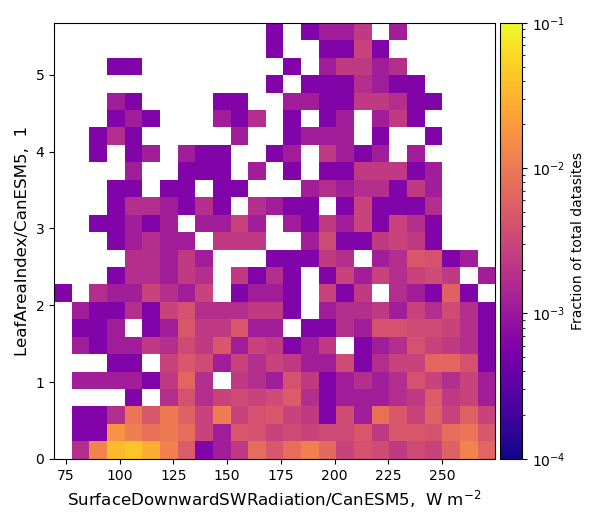 LeafAreaIndex/CanESM5,  1
5
4
3
2
1
0
75 100 125 150 175 200 225 250
SurfaceDownwardSWRadiation/CanESM5,  W m⁻²
10⁻¹
10⁻²
10⁻³
10⁻⁴
Fraction of total datasites